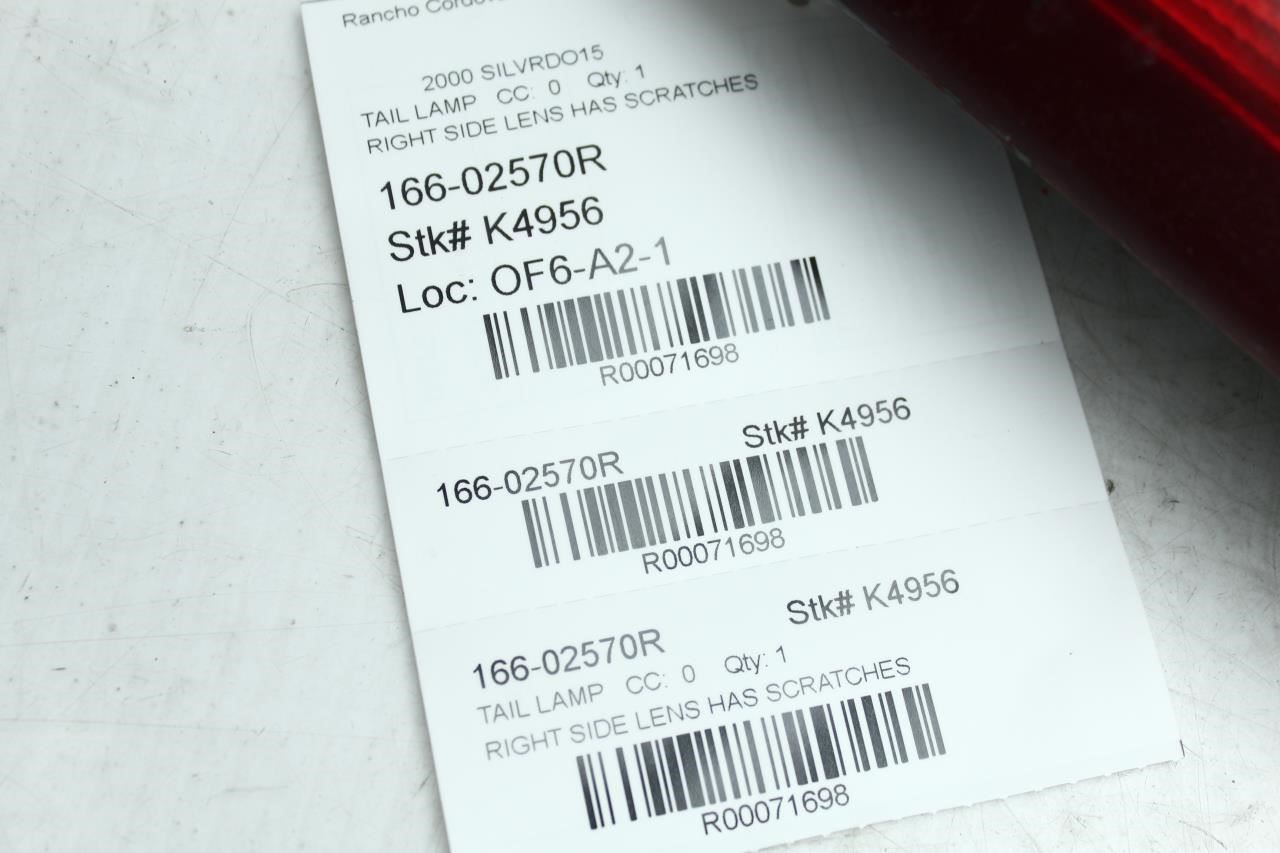 Rancho
2000 SILVRDO15
TAIL LAMP CC: 0 Qty: 1
RIGHT SIDE LENS HAS SCRATCHES
166-02570R
Stk# K4956
Loc: OF6-A2-1
R00071698
166-02570R Stk# K4956
R00071698
166-02570R Stk# K4956
TAIL LAMP CC: 0 Qty: 1
RIGHT SIDE LENS HAS SCRATCHES
R00071698